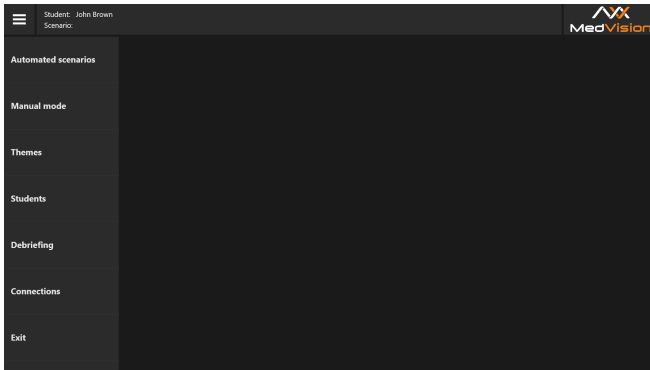 Student: John Brown
Scenario:
MedVision
Automated scenarios
Manual mode
Themes
Students
Debriefing
Connections
Exit